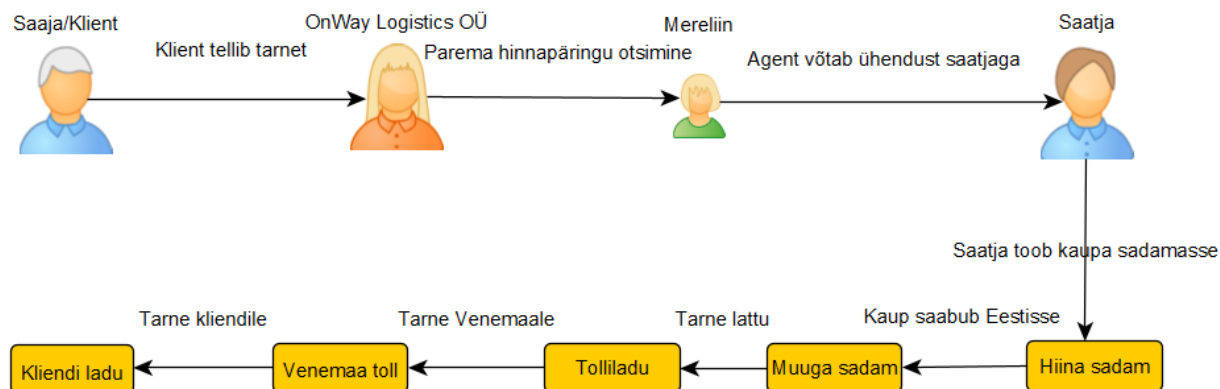 Saaja/Klient
OnWay Logistics OÜ
Mereliin
Saatja
Klient tellib tarnet
Parema hinnapäringu otsimine
Agent võtab ühendust saatjaga
Saatja toob kaupa sadamasse
Tarne kliendile
Tarne Venemaale
Tarne lattu
Kaup saabub Eestisse
Kliendi ladu
Venemaa toll
Tolliladu
Muuga sadam
Hiina sadam